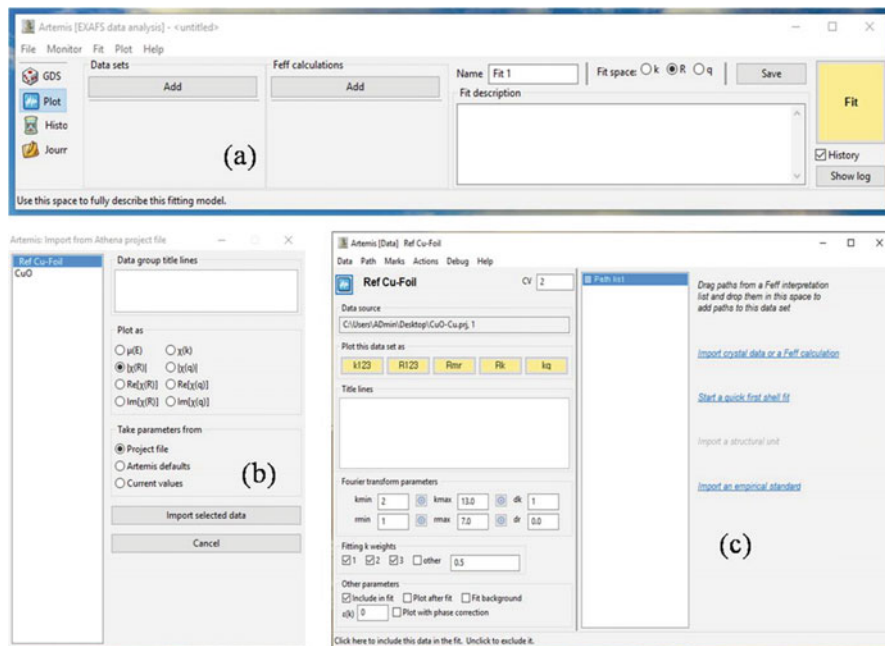 Artemis [EXAFS data analysis] - <untitled>
File Monitor Fit Plot Help
GDS
Plot
Histo
Jourr
Data sets
Add
Feff calculations
Add
Name Fit 1
Fit space: k R q
Save
Fit description
Fit
History
Show log
(a)
Use this space to fully describe this fitting model.
Artemis: Import from Athena project file
Ref Cu-Foil
CuO
Data group title lines
Plot as
μ(E) χ(k)
|χ(R)| |χ(q)|
Re[χ(R)] Re[χ(q)]
Im[χ(R)] Im[χ(q)]
Take parameters from
Project file
Artemis defaults
Current values
(b)
Import selected data
Cancel
Artemis [Data] Ref Cu-Foil
Data Path Marks Actions Debug Help
Ref Cu-Foil CV 2
Data source
C:\Users\ADmin\Desktop\CuO-Cu.prj, 1
Plot this data set as
k123 R123 Rmr Rk kq
Title lines
Fourier transform parameters
kmin 2 kmax 13.0 dk 1
rmin 1 rmax 7.0 dr 0.0
Fitting k weights
1 2 3 other 0.5
Other parameters
Include in fit Plot after fit Fit background
ε(k) 0 Plot with phase correction
Click here to include this data in the fit. Unclick to exclude it.
Path list
Drag paths from a Feff interpretation
list and drop them in this space to
add paths to this data set
Import crystal data or a Feff calculation
Start a quick first shell fit
Import a structural unit
Import an empirical standard
(c)